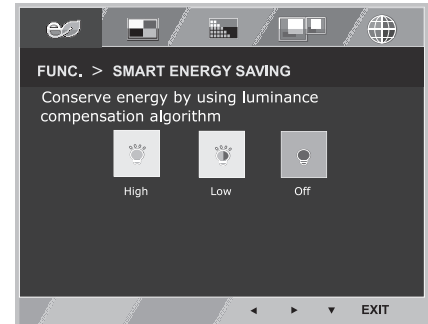 FUNC. > SMART ENERGY SAVING
Conserve energy by using luminance
compensation algorithm
High Low Off
◄ ► ▼ EXIT